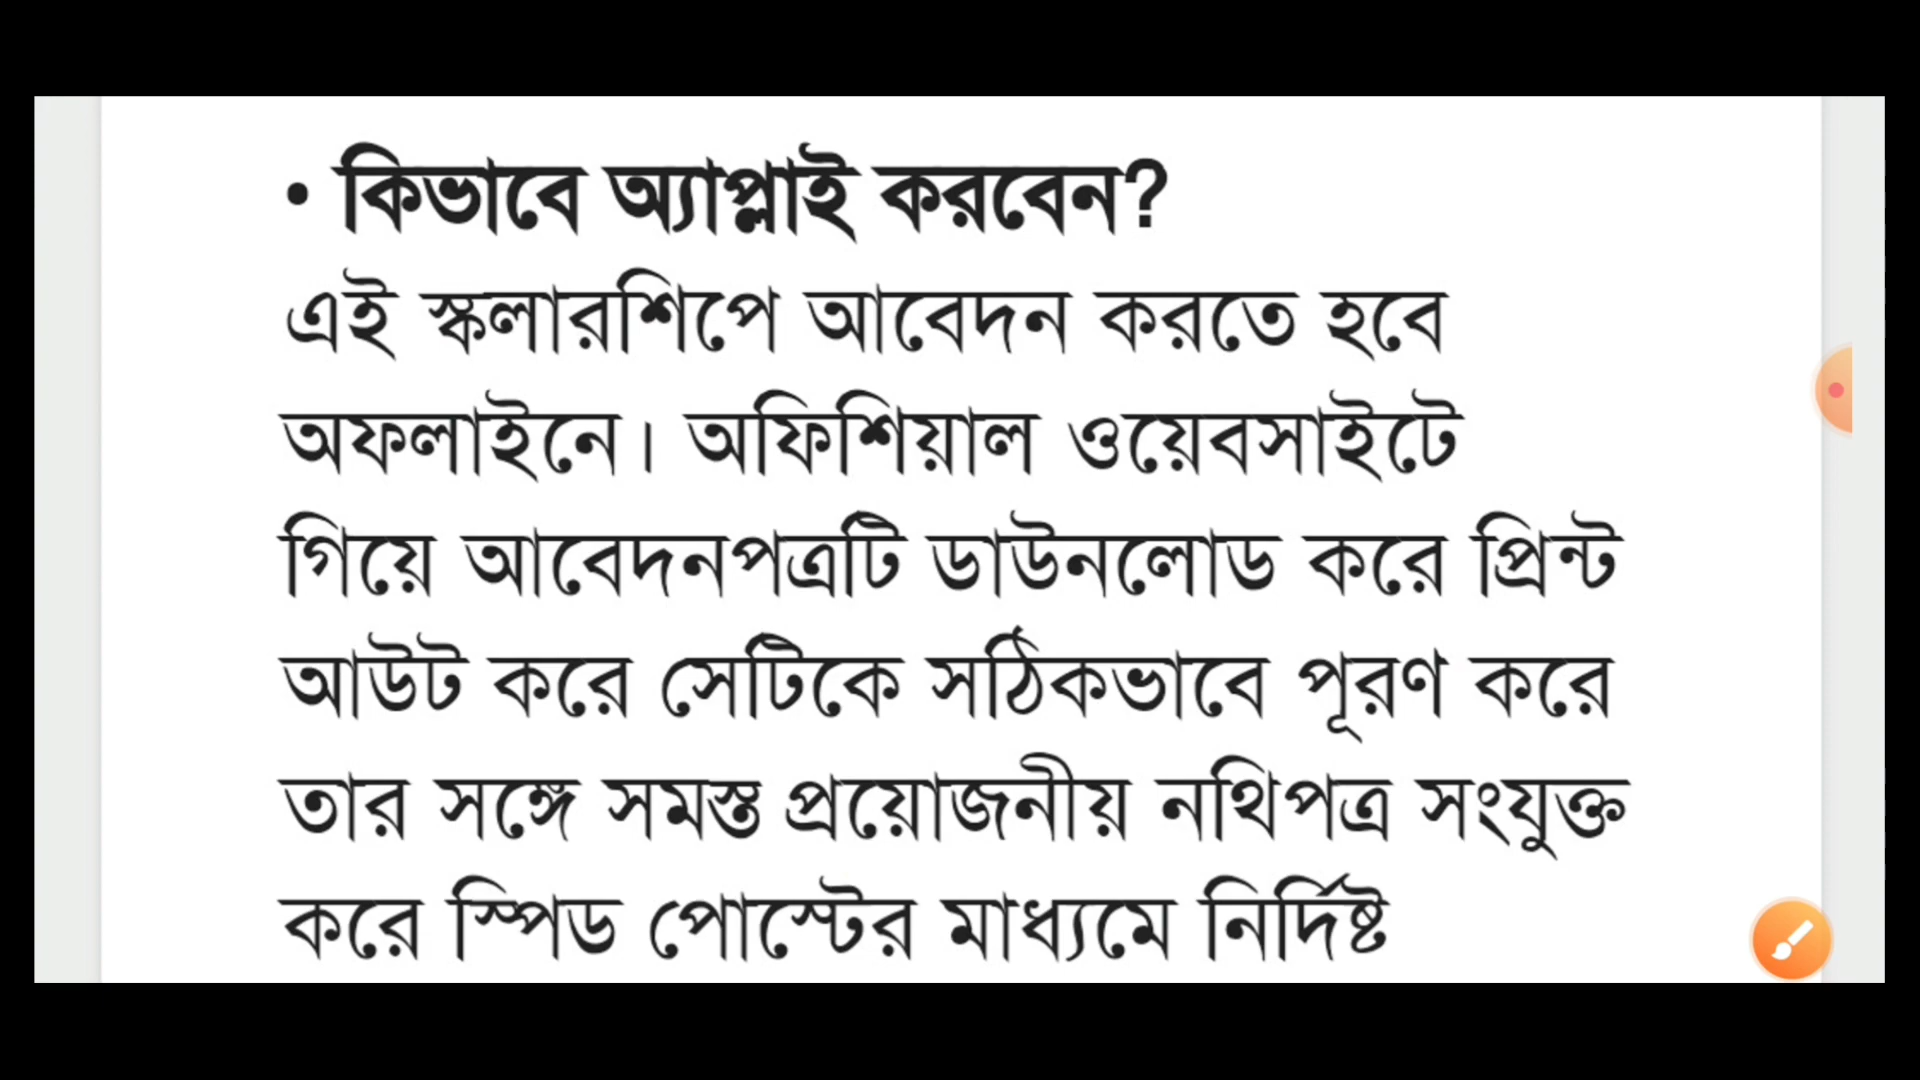 • কিভাবে অ্যাপ্লাই করবেন?
এই স্কলারশিপে আবেদন করতে হবে
অফলাইনে। অফিশিয়াল ওয়েবসাইটে
গিয়ে আবেদনপত্রটি ডাউনলোড করে প্রিন্ট
আউট করে সেটিকে সঠিকভাবে পূরণ করে
তার সঙ্গে সমস্ত প্রয়োজনীয় নথিপত্র সংযুক্ত
করে স্পিড পোস্টের মাধ্যমে নির্দিষ্ট